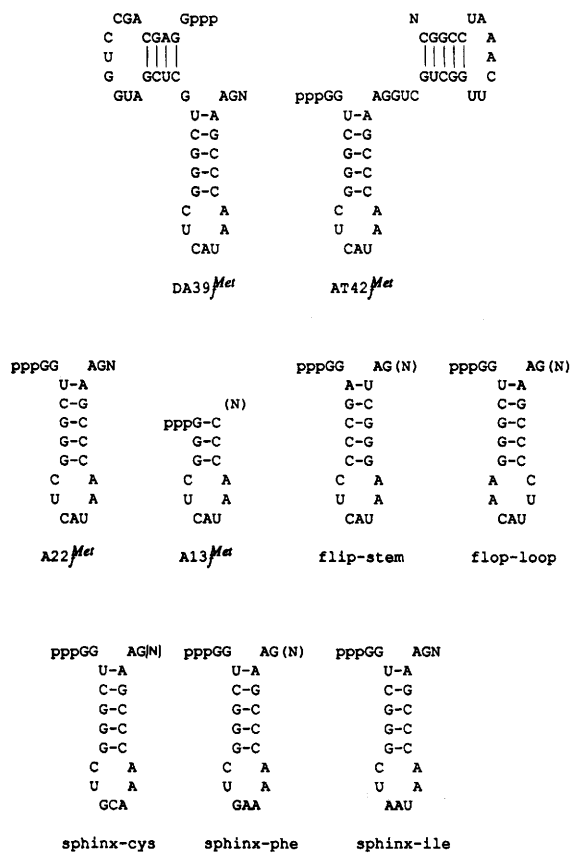 CGA Gppp N UA
C CGAG CGGCC A
U |||| ||||| A
G GCUC UGCGG C
GUA G AGN pppGG AGGUC UU
U-A U-A
C-G C-G
G-C G-C
G-C G-C
G-C G-C
C A C A
U A U A
CAU CAU
DA39fMet AT42fMet
pppGG AGN pppGG AG(N) pppGG AG(N)
U-A A-U U-A
C-G (N) G-C C-G
G-C pppG-C C-G G-C
G-C G-C C-G G-C
G-C G-C C-G G-C
C A C A C A A C
U A U A U A A U
CAU CAU CAU CAU
A22fMet A13fMet flip-stem flop-loop
pppGG AG(N) pppGG AG(N) pppGG AGN
U-A U-A U-A
C-G C-G C-G
G-C G-C G-C
G-C G-C G-C
G-C G-C G-C
C A C A C A
U A U A U A
GCA GAA AAU
sphinx-cys sphinx-phe sphinx-ile